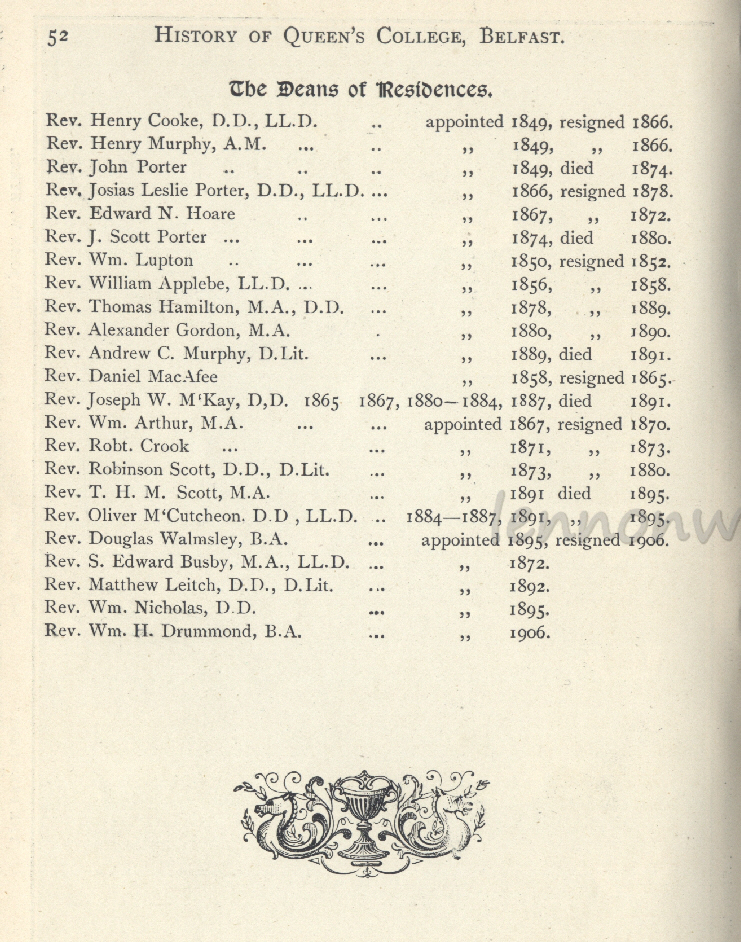 52 HISTORY OF QUEEN'S COLLEGE, BELFAST.
The Deans of Residences.
Rev. Henry Cooke, D.D., LL.D. .. appointed 1849, resigned 1866.
Rev. Henry Murphy, A.M. ... .. ,, 1849, ,, 1866.
Rev. John Porter .. .. .. ,, 1849, died 1874.
Rev. Josias Leslie Porter, D.D., LL.D. ... ,, 1866, resigned 1878.
Rev. Edward N. Hoare .. ... ,, 1867, ,, 1872.
Rev. J. Scott Porter ... ... ... ,, 1874, died 1880.
Rev. Wm. Lupton .. ... ... ,, 1850, resigned 1852.
Rev. William Applebe, LL.D. ... ... ,, 1856, ,, 1858.
Rev. Thomas Hamilton, M.A., D.D. ... ,, 1878, ,, 1889.
Rev. Alexander Gordon, M.A. . ,, 1880, ,, 1890.
Rev. Andrew C. Murphy, D.Lit. ... ,, 1889, died 1891.
Rev. Daniel MacAfee ,, 1858, resigned 1865.
Rev. Joseph W. M‘Kay, D,D. 1865 1867, 1880—1884, 1887, died 1891.
Rev. Wm. Arthur, M.A. ... ... appointed 1867, resigned 1870.
Rev. Robt. Crook ... ... ,, 1871, ,, 1873.
Rev. Robinson Scott, D.D., D.Lit. ... ,, 1873, ,, 1880.
Rev. T. H. M. Scott, M.A. ... ,, 1891 died 1895.
Rev. Oliver M‘Cutcheon. D.D , LL.D. .. 1884—1887, 1891 ,, 1895.
Rev. Douglas Walmsley, B.A. ... appointed 1895, resigned 1906.
Rev. S. Edward Busby, M.A., LL.D. ... ,, 1872.
Rev. Matthew Leitch, D.D., D.Lit. ... ,, 1892.
Rev. Wm. Nicholas, D.D. ... ,, 1895.
Rev. Wm. H. Drummond, B.A. ... ,, 1906.
lennonw